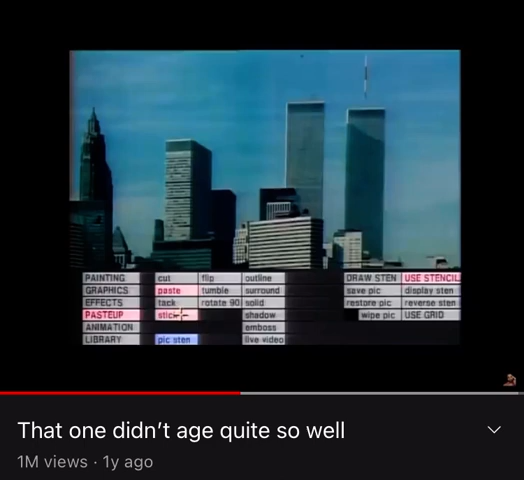 PAINTING cut flip outline DRAW STEN USE STENCIL
GRAPHICS paste tumble surround save pic display sten
EFFECTS tack rotate 90 solid restore pic reverse sten
PASTEUP stick shadow wipe pic USE GRID
ANIMATION emboss
LIBRARY pic sten live video
That one didn’t age quite so well
1M views · 1y ago